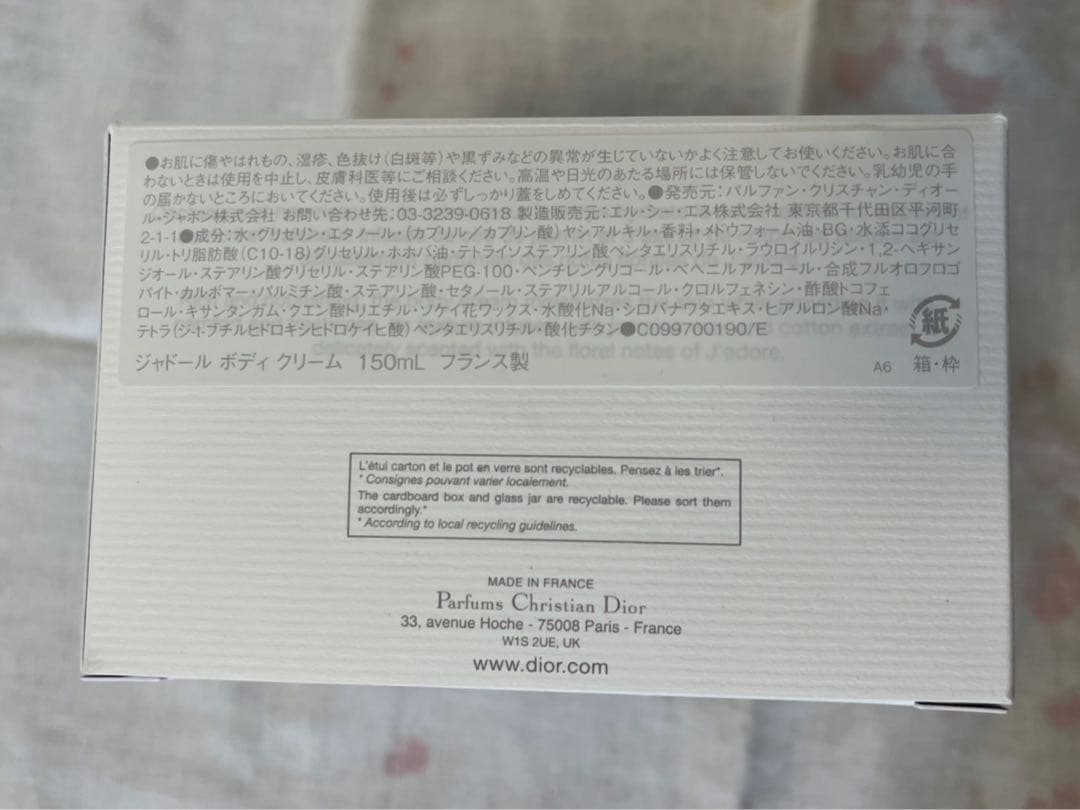 ●お肌に傷やはれもの、湿疹、色抜け(白斑等)や黒ずみなどの異常が生じていないかよく注意してお使いください。お肌に合
わないときは使用を中止し、皮膚科医等にご相談ください。高温や日光のあたる場所には保管しないでください。乳幼児の手
の届かないところにおいてください。使用後は必ずしっかり蓋をしめてください。●発売元:パルファン・クリスチャン・ディオー
ル・ジャポン株式会社 お問い合わせ先:03-3239-0618 製造販売元:エル・シー・エス株式会社 東京都千代田区平河町
2-1-1●成分:水・グリセリン・エタノール・(カプリル/カプリン酸)ヤシアルキル・香料・メドウフォーム油・BG・水添ココグリセ
リル・トリ脂肪酸(C10-18)グリセリル・ホホバ油・テトライソステアリン酸ペンタエリスリチル・ラウロイルリシン・1,2-ヘキサン
ジオール・ステアリン酸グリセリル・ステアリン酸PEG-100・ペンチレングリコール・ベヘニルアルコール・合成フルオロフロゴ
パイト・カルボマー・パルミチン酸・ステアリン酸・セタノール・ステアリルアルコール・クロルフェネシン・酢酸トコフェ
ロール・キサンタンガム・クエン酸トリエチル・ソケイ花ワックス・水酸化Na・シロバナワタエキス・ヒアルロン酸Na・
テトラ(ジ-t-ブチルヒドロキシヒドロケイヒ酸)ペンタエリスリチル・酸化チタン●C099700190/E
cotton extract
delicately scented with the floral notes of J'adore.
紙
ジャドール ボディ クリーム 150mL フランス製
A6 箱・枠
L'étui carton et le pot en verre sont recyclables. Pensez à les trier*.
* Consignes pouvant varier localement.
The cardboard box and glass jar are recyclable. Please sort them
accordingly.*
* According to local recycling guidelines.
MADE IN FRANCE
Parfums Christian Dior
33, avenue Hoche - 75008 Paris - France
W1S 2UE, UK
www.dior.com